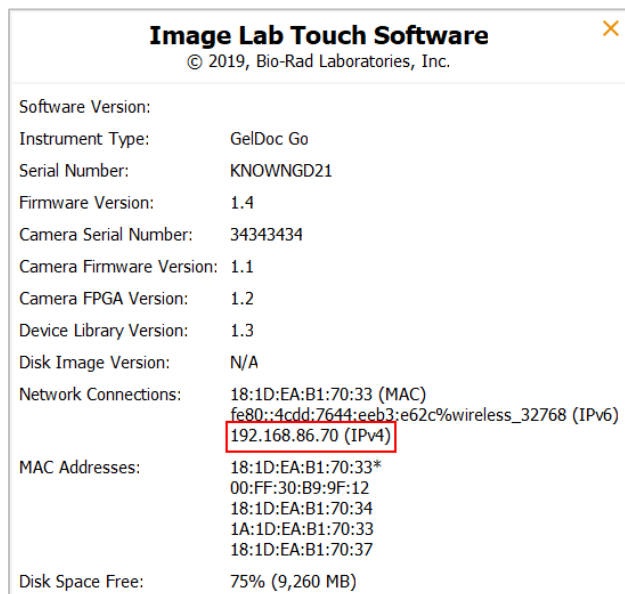 Image Lab Touch Software
© 2019, Bio-Rad Laboratories, Inc.
Software Version:
Instrument Type: GelDoc Go
Serial Number: KNOWNGD21
Firmware Version: 1.4
Camera Serial Number: 34343434
Camera Firmware Version: 1.1
Camera FPGA Version: 1.2
Device Library Version: 1.3
Disk Image Version: N/A
Network Connections: 18:1D:EA:B1:70:33 (MAC)
fe80::4cdd:7644:eeb3:e62c%wireless_32768 (IPv6)
192.168.86.70 (IPv4)
MAC Addresses: 18:1D:EA:B1:70:33*
00:FF:30:B9:9F:12
18:1D:EA:B1:70:34
1A:1D:EA:B1:70:33
18:1D:EA:B1:70:37
Disk Space Free: 75% (9,260 MB)